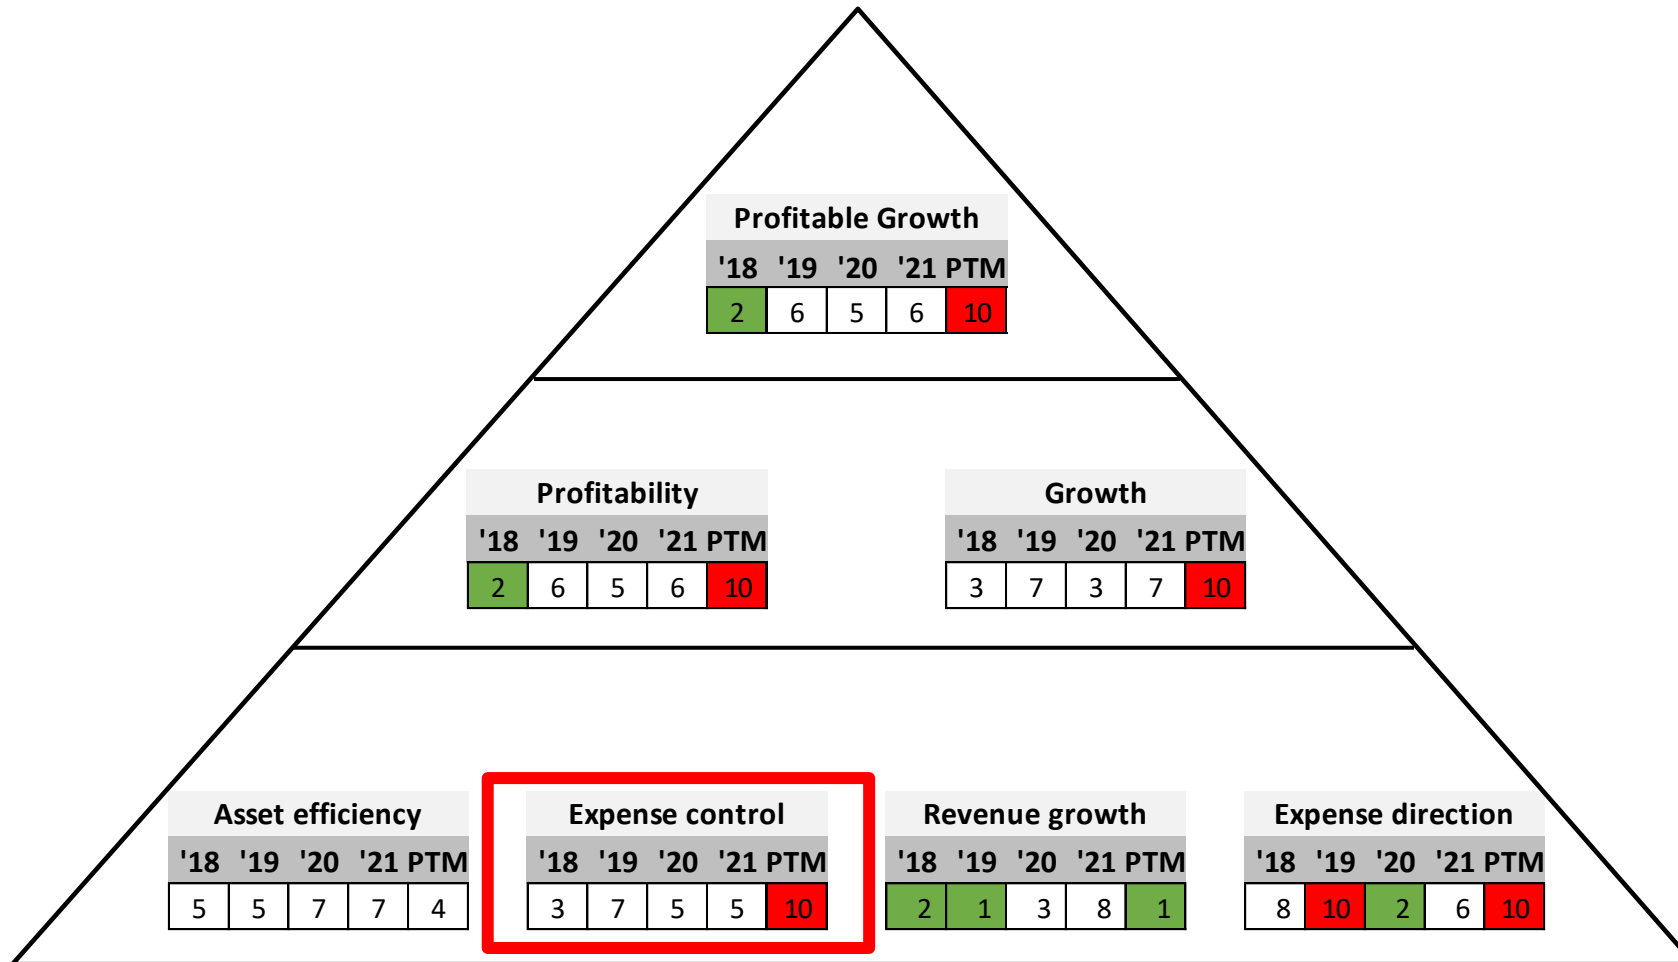 Profitable Growth
'18 '19 '20 '21 PTM
2 6 5 6 10
Profitability
'18 '19 '20 '21 PTM
2 6 5 6 10
Growth
'18 '19 '20 '21 PTM
3 7 3 7 10
Asset efficiency
'18 '19 '20 '21 PTM
5 5 7 7 4
Expense control
'18 '19 '20 '21 PTM
3 7 5 5 10
Revenue growth
'18 '19 '20 '21 PTM
2 1 3 8 1
Expense direction
'18 '19 '20 '21 PTM
8 10 2 6 10